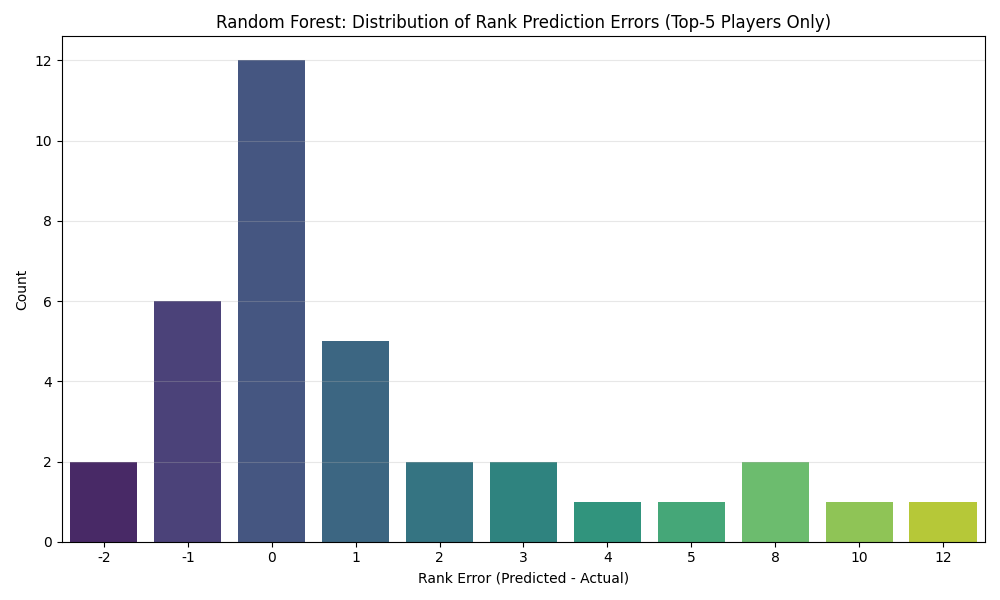 Random Forest: Distribution of Rank Prediction Errors (Top-5 Players Only)
12
10
8
6
4
2
0
Count
-2 -1 0 1 2 3 4 5 8 10 12
Rank Error (Predicted - Actual)